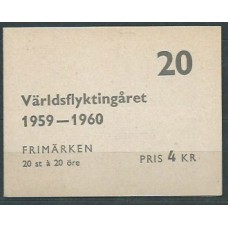 20
Världsflyktingåret
1959—1960
FRIMÄRKEN
20 st à 20 öre
PRIS 4 KR